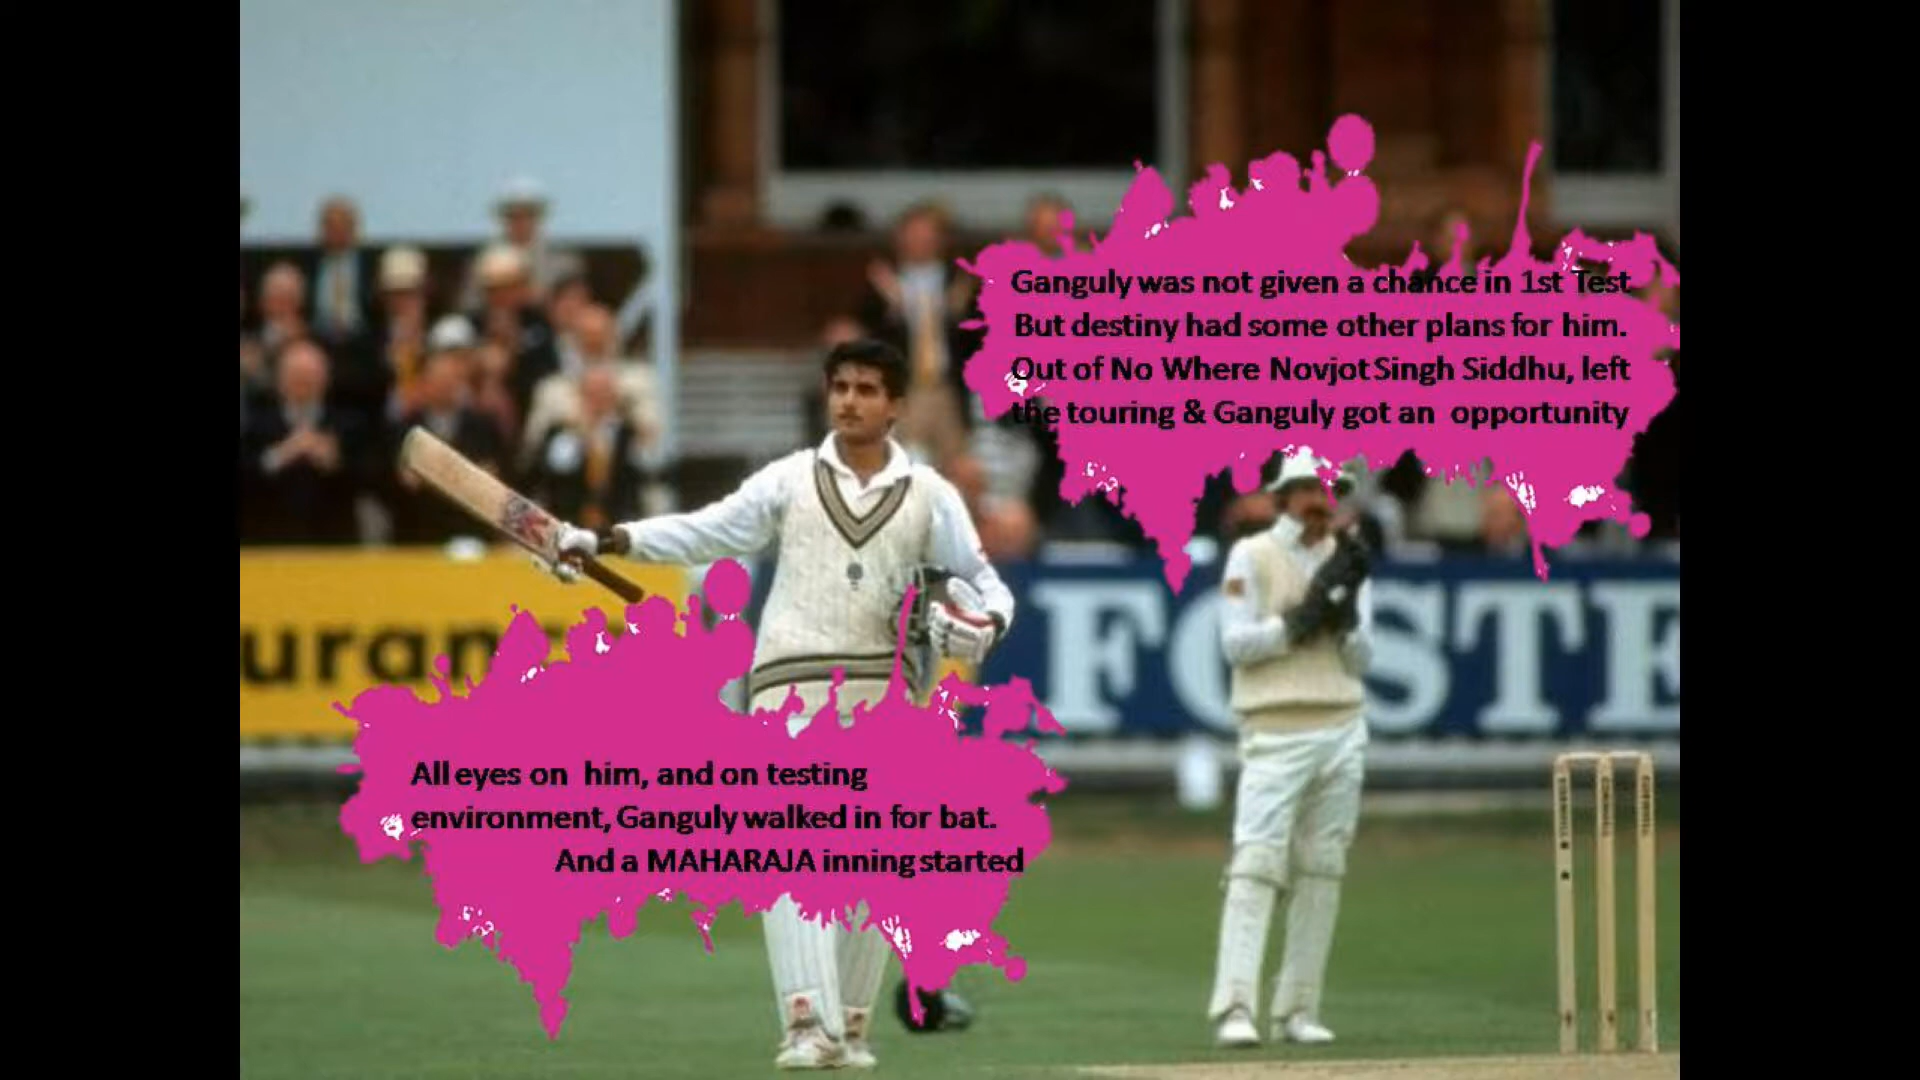 Ganguly was not given a chance in 1st Test
But destiny had some other plans for him.
Out of No Where Novjot Singh Siddhu, left
the touring & Ganguly got an opportunity
uran
FOSTE
All eyes on him, and on testing
environment, Ganguly walked in for bat.
And a MAHARAJA inning started